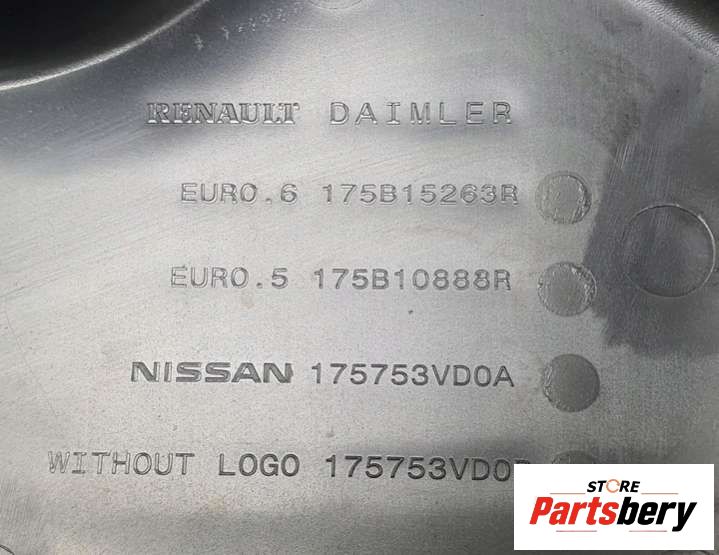 RENAULT DAIMLER
EURO.6 175B15263R
EURO.5 175B10888R
NISSAN 175753VD0A
WITHOUT LOGO
STORE
Partsbery